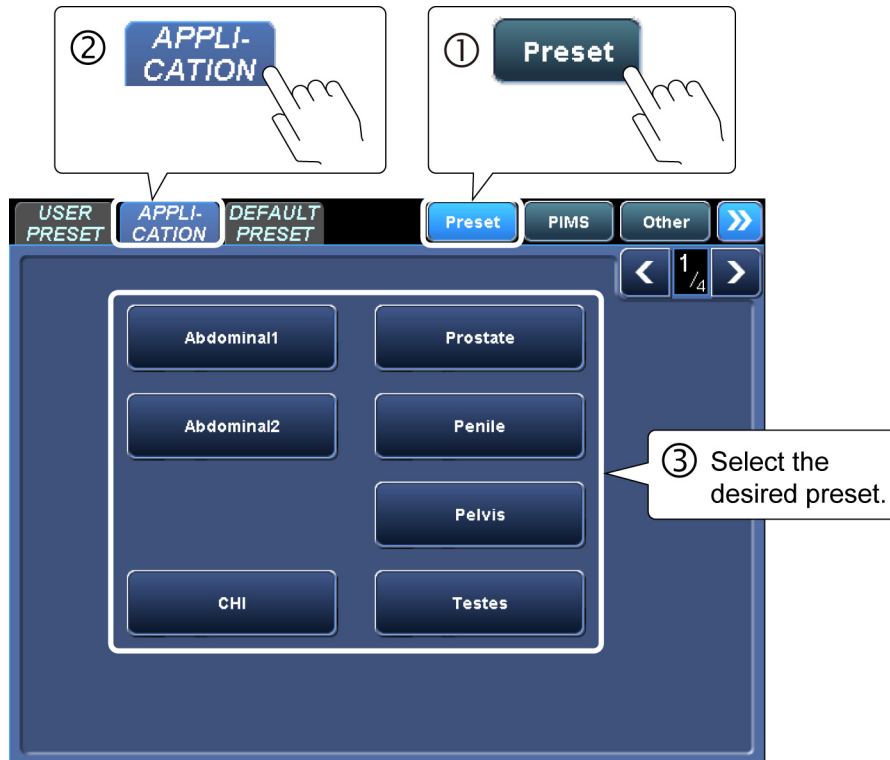 ② APPLI-
CATION
① Preset
USER
PRESET
APPLI-
CATION
DEFAULT
PRESET
Preset
PIMS
Other
1/4
Abdominal1
Prostate
Abdominal2
Penile
Pelvis
CHI
Testes
③ Select the
desired preset.